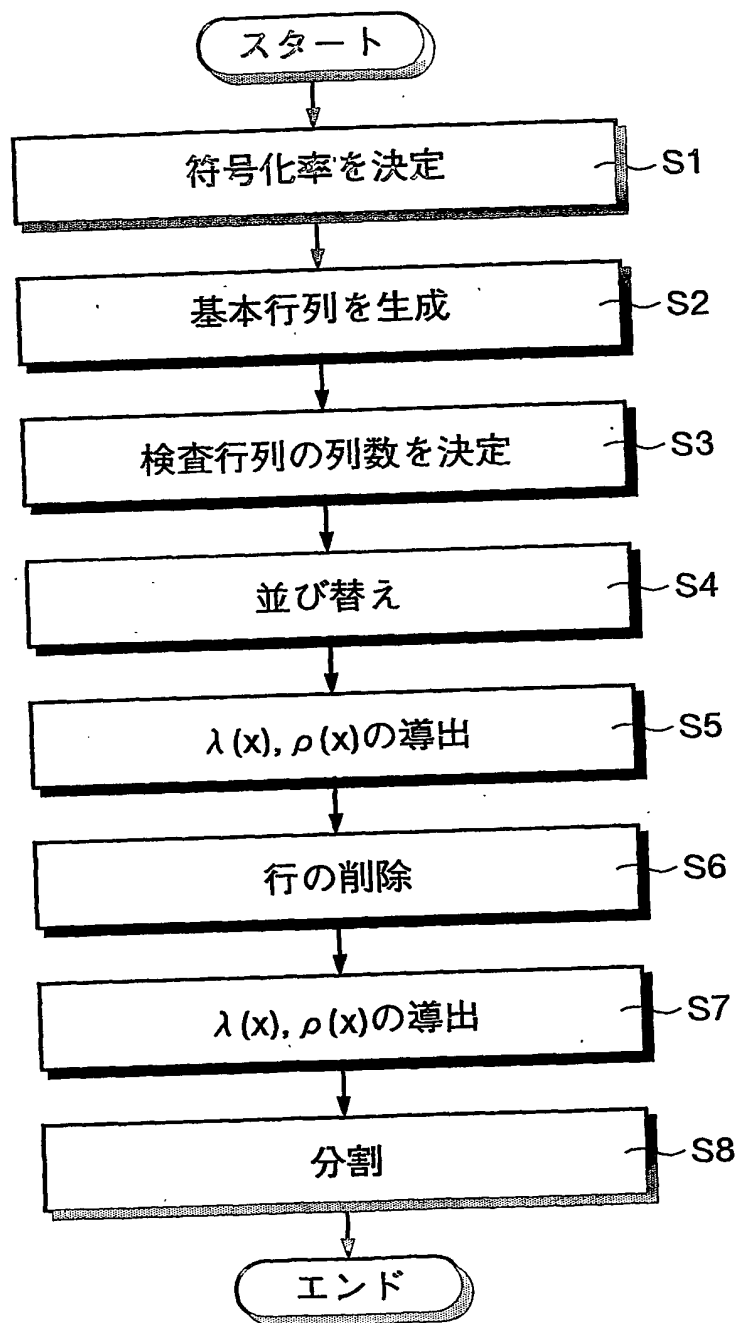 スタート
符号化率を決定
S1
基本行列を生成
S2
検査行列の列数を決定
S3
並び替え
S4
λ(x), ρ(x)の導出
S5
行の削除
S6
λ(x), ρ(x)の導出
S7
分割
S8
エンド